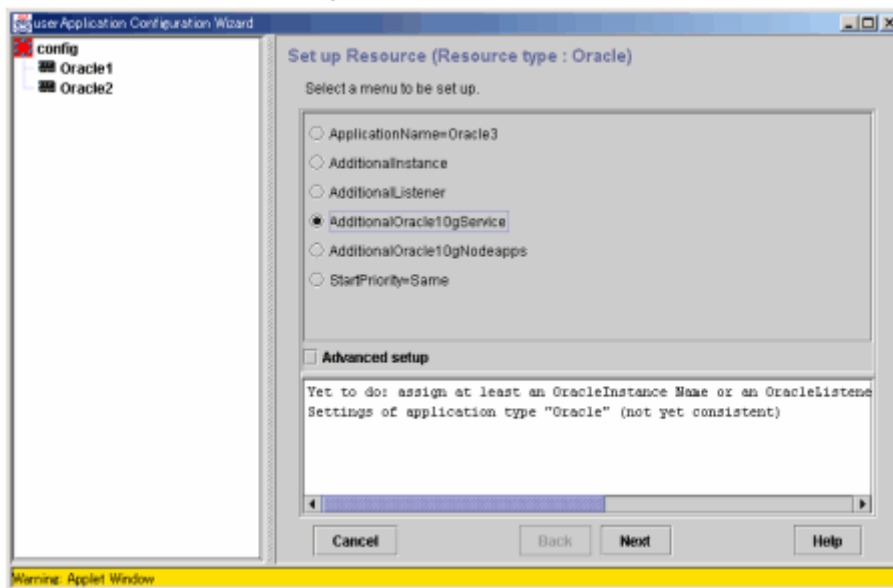 userApplication Configuration Wizard
config
Oracle1
Oracle2
Set up Resource (Resource type : Oracle)
Select a menu to be set up.
ApplicationName=Oracle3
AdditionalInstance
AdditionalListener
AdditionalOracle10gService
AdditionalOracle10gNodeapps
StartPriority=Same
Advanced setup
Yet to do: assign at least an OracleInstance Name or an OracleListene
Settings of application type "Oracle" (not yet consistent)
Cancel Back Next Help
Warning: Applet Window